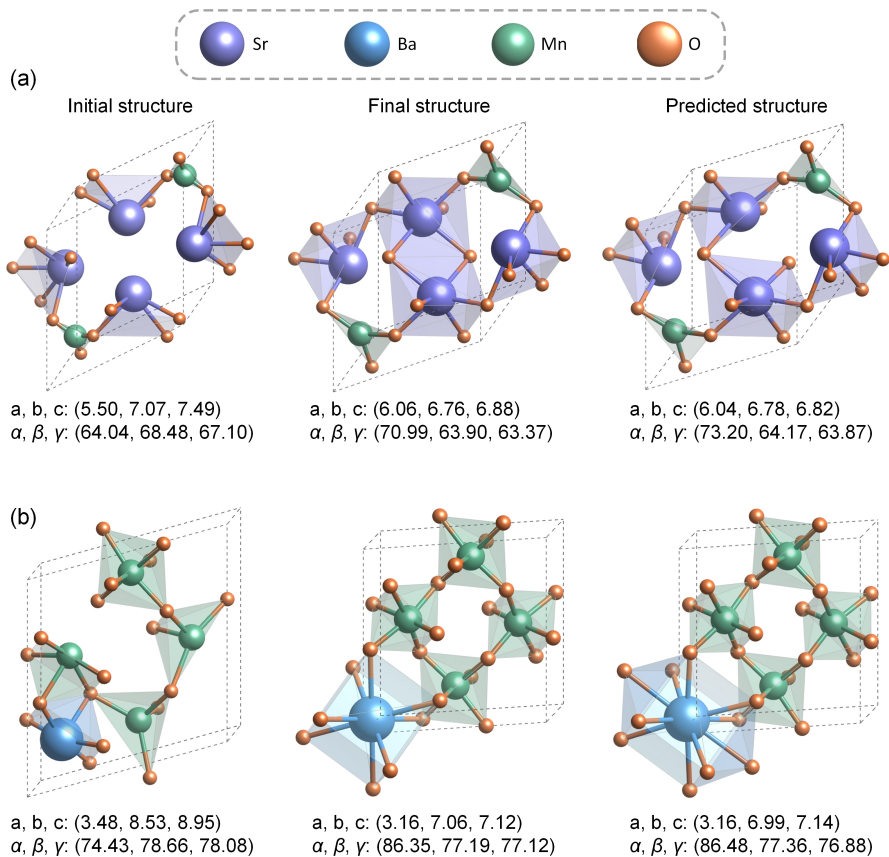 Sr Ba Mn O
(a)
Initial structure Final structure Predicted structure
a, b, c: (5.50, 7.07, 7.49) a, b, c: (6.06, 6.76, 6.88) a, b, c: (6.04, 6.78, 6.82)
α, β, γ: (64.04, 68.48, 67.10) α, β, γ: (70.99, 63.90, 63.37) α, β, γ: (73.20, 64.17, 63.87)
(b)
a, b, c: (3.48, 8.53, 8.95) a, b, c: (3.16, 7.06, 7.12) a, b, c: (3.16, 6.99, 7.14)
α, β, γ: (74.43, 78.66, 78.08) α, β, γ: (86.35, 77.19, 77.12) α, β, γ: (86.48, 77.36, 76.88)